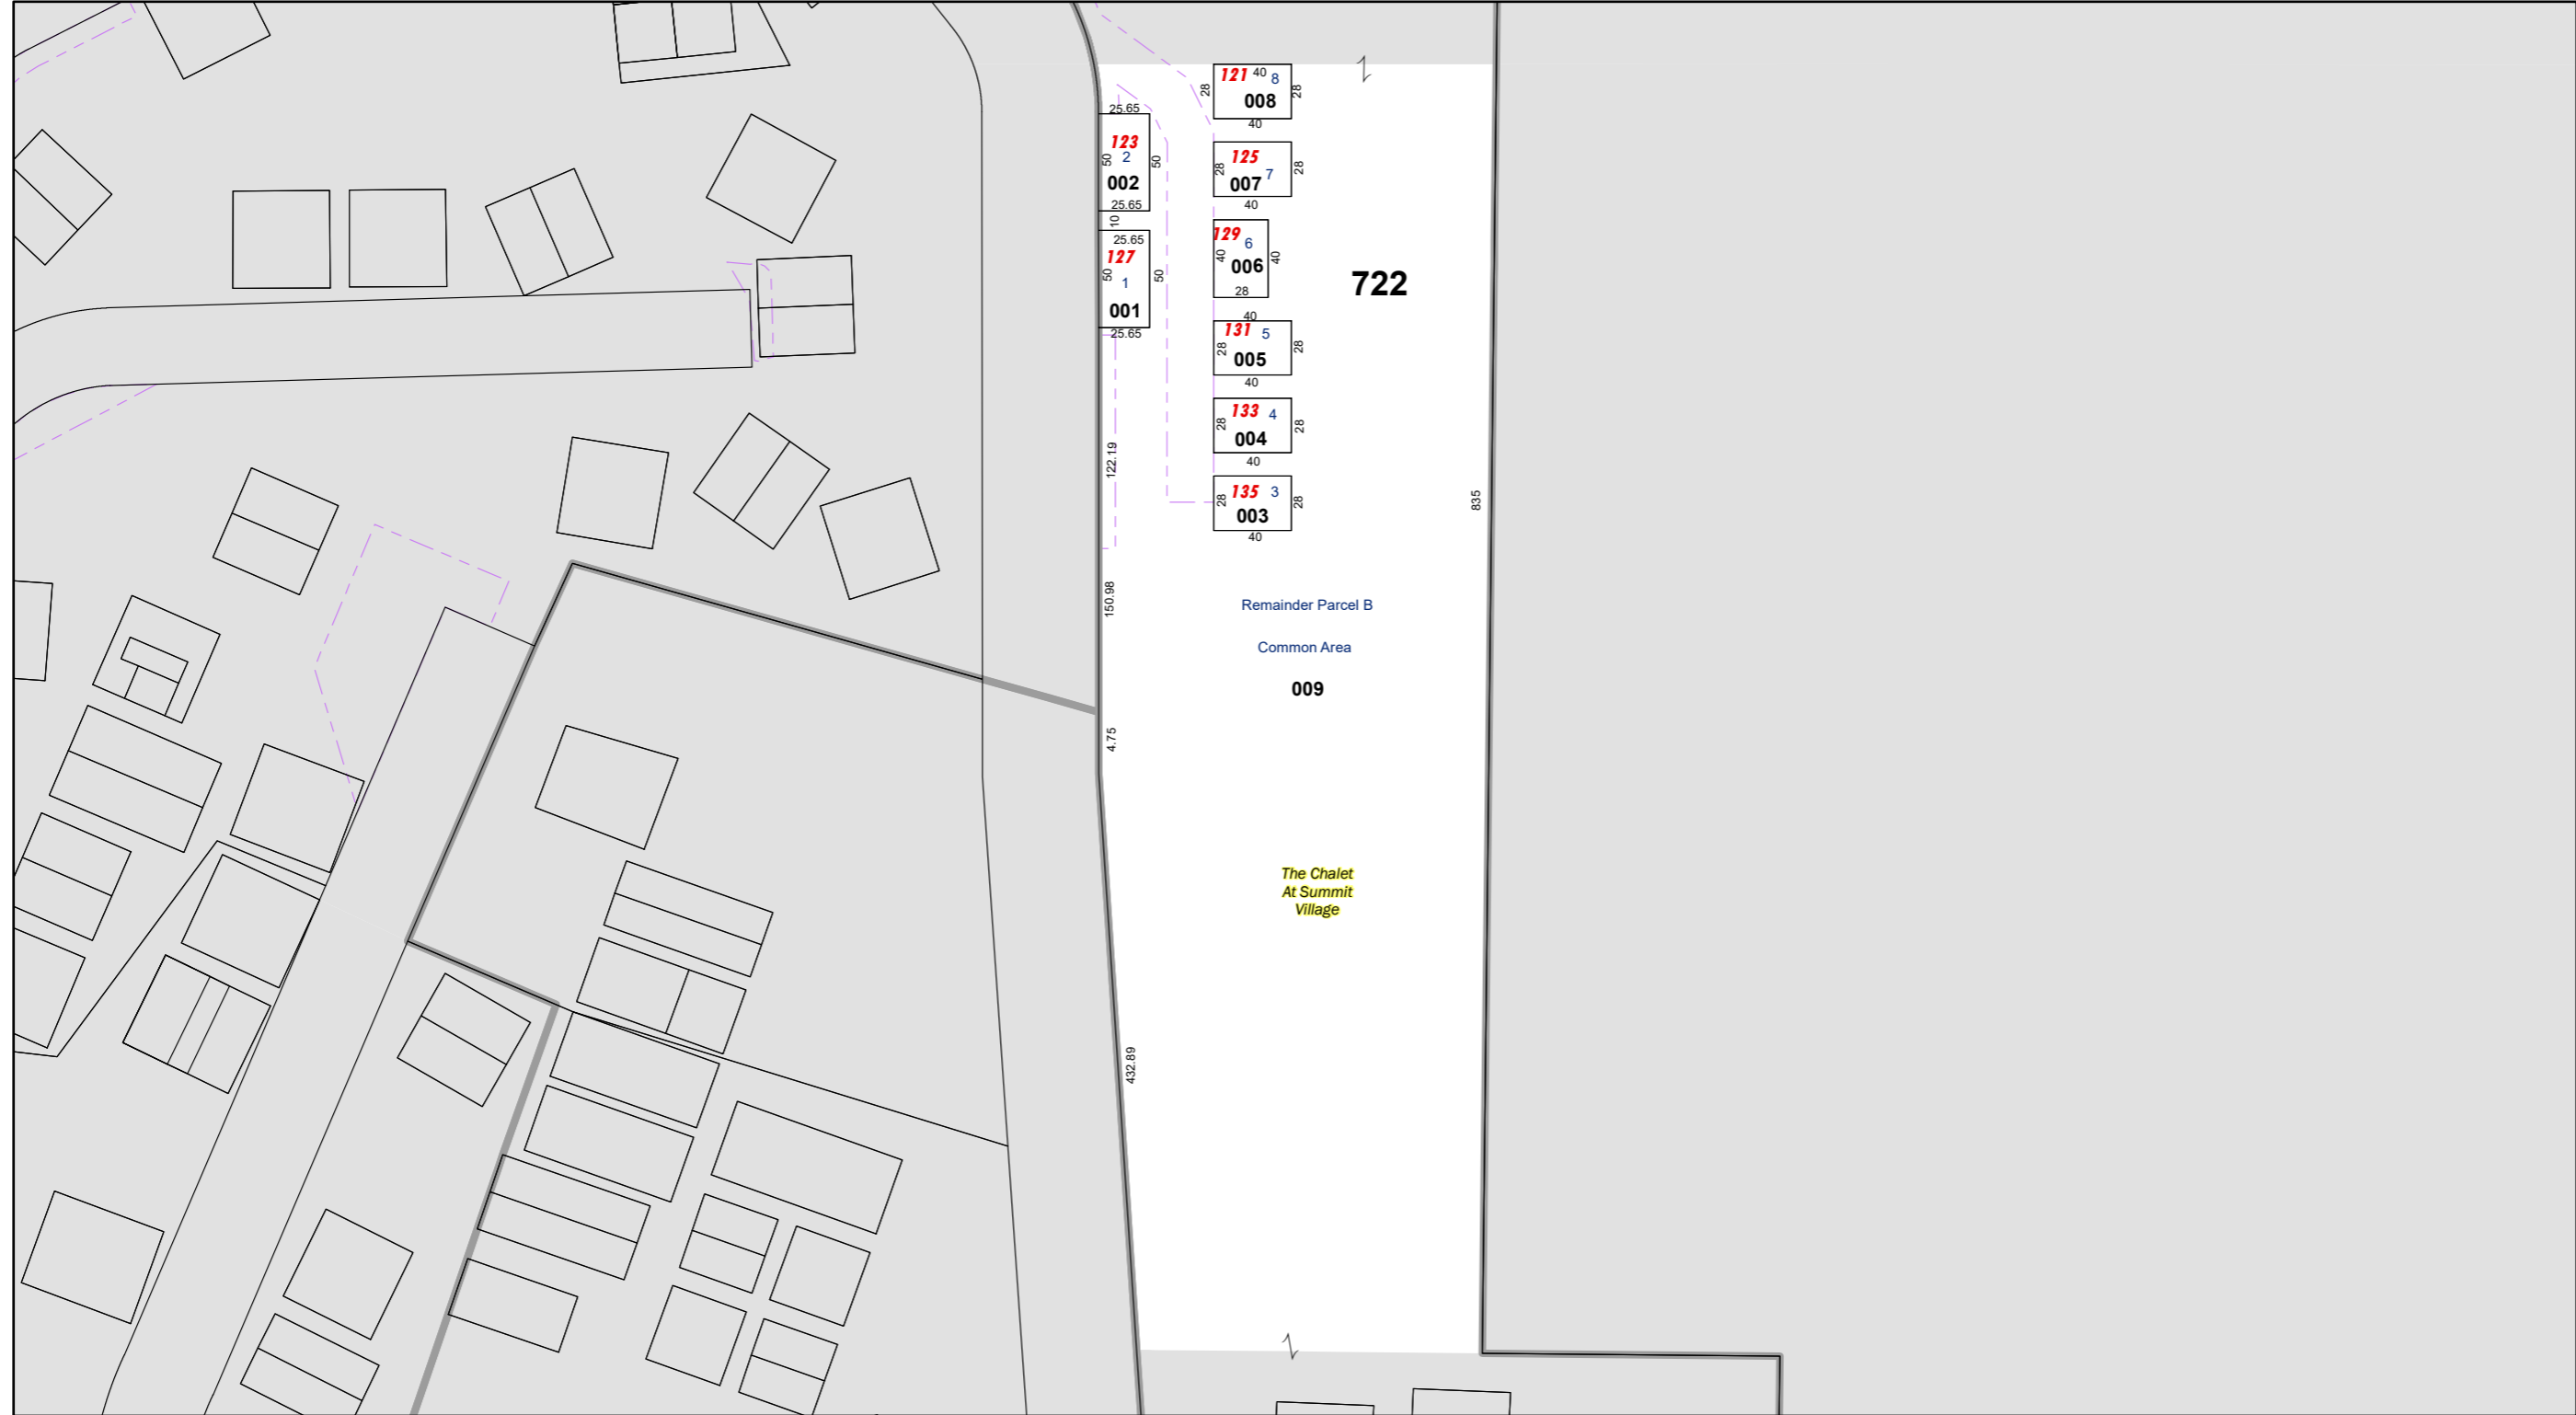 121 40 8
28 008 28
40
25.65
123
50 2 50
002
25.65
10
125
28 7 28
007
40
25.65
127
50 1 50
001
25.65
129 6
40 006 40
28
722
40
131 5
28 005 28
40
133 4
28 004 28
40
122.19
135 3
28 003 28
40
835
150.98
Remainder Parcel B
Common Area
009
4.75
The Chalet
At Summit
Village
432.89